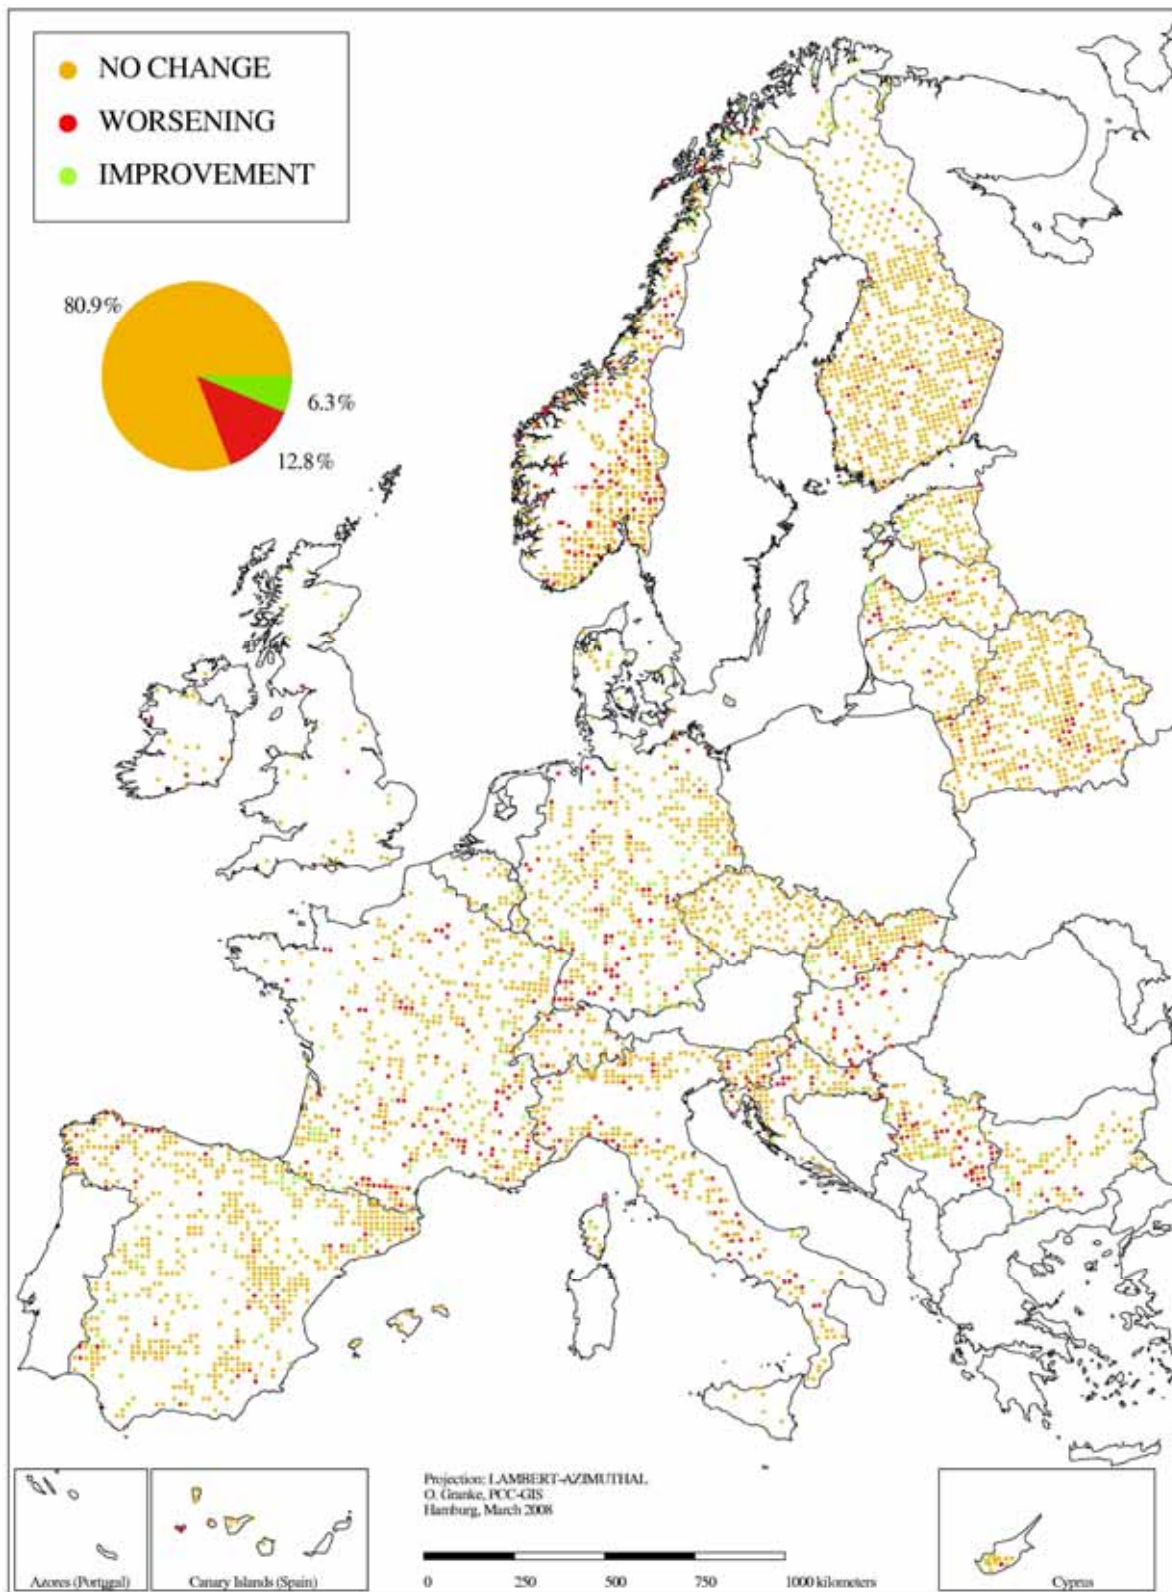 NO CHANGE
WORSENING
IMPROVEMENT
80.9%
6.3%
12.8%
Projection: LAMBERT-AZIMUTHAL
O. Granke, PCC-GIS
Hamburg, March 2008
0 250 500 750 1000 kilometers
Azores (Portugal)
Canary Islands (Spain)
Cyprus